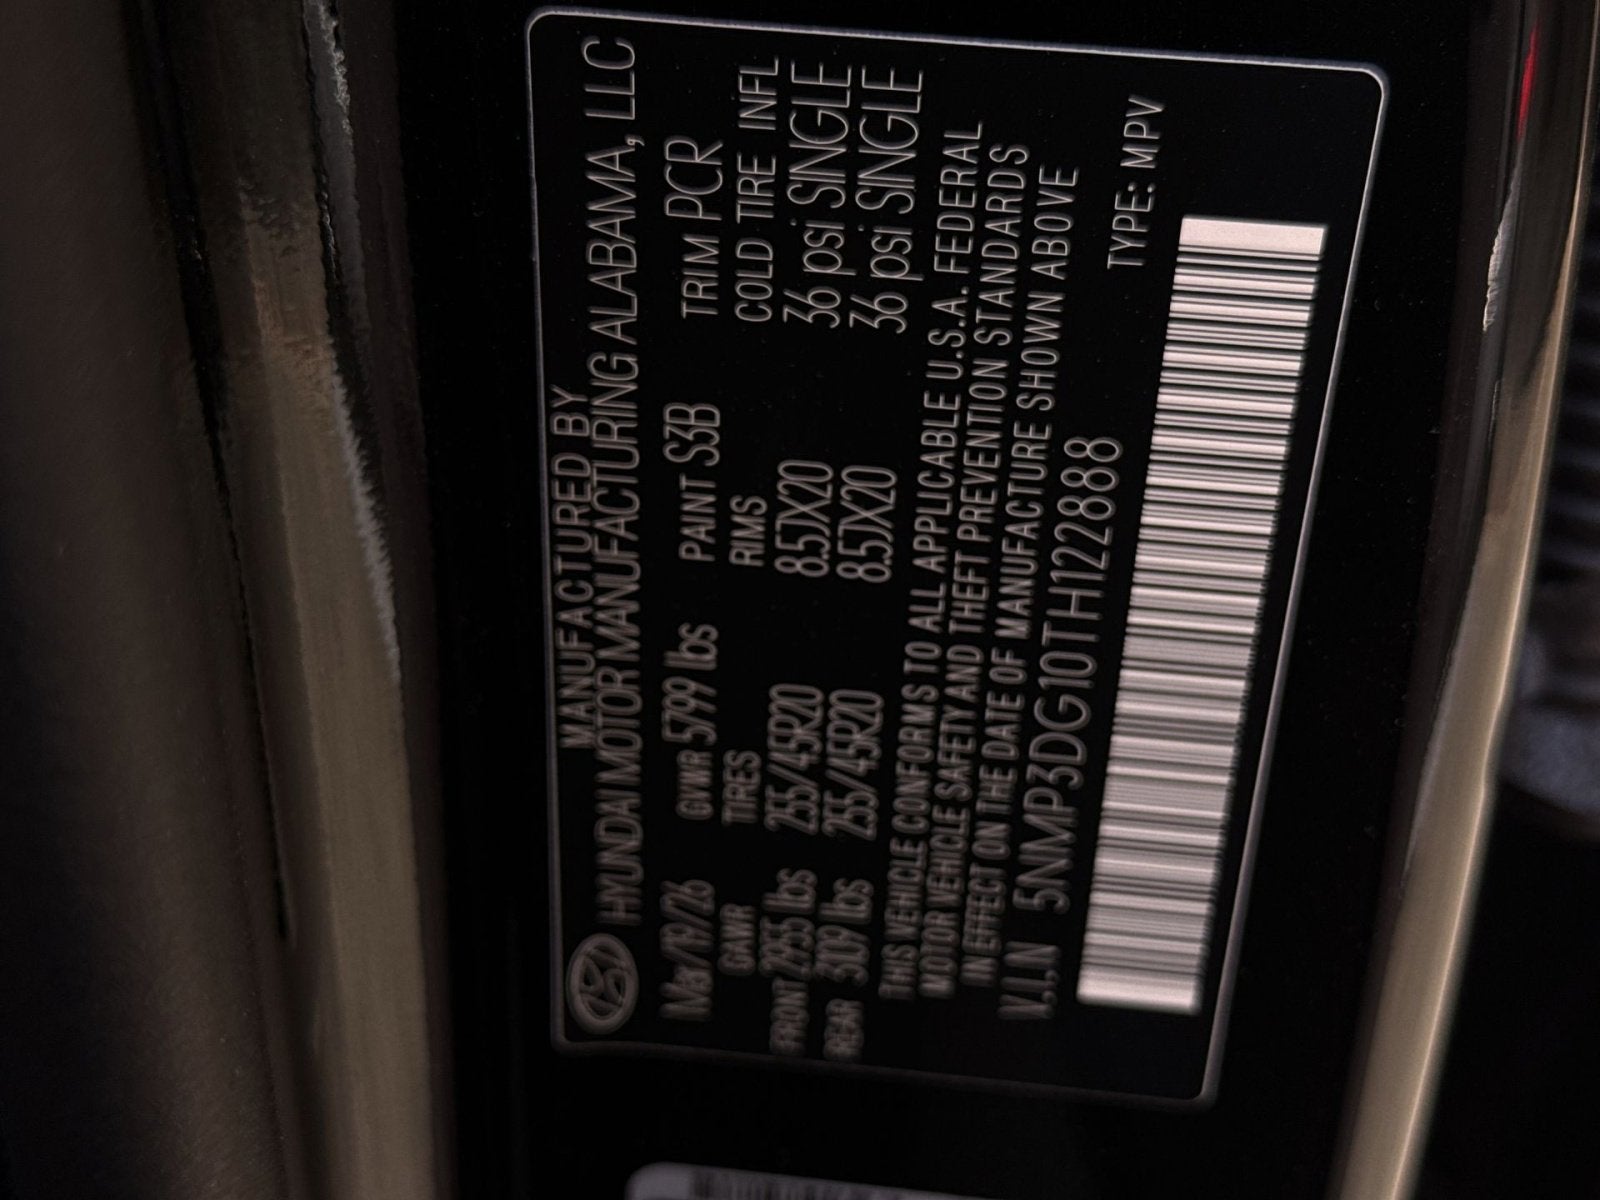 MANUFACTURED BY
HYUNDAI MOTOR MANUFACTURING ALABAMA, LLC
Mar/19/26 GVWR 5799 lbs PAINT S3B TRIM PCR
GAWR TIRES RIMS COLD TIRE INFL
FRONT 2955 lbs 255/45R20 8.5JX20 36 psi SINGLE
REAR 3109 lbs 255/45R20 8.5JX20 36 psi SINGLE
THIS VEHICLE CONFORMS TO ALL APPLICABLE U.S.A. FEDERAL
MOTOR VEHICLE SAFETY AND THEFT PREVENTION STANDARDS
IN EFFECT ON THE DATE OF MANUFACTURE SHOWN ABOVE
V.I.N 5NMP3DG10TH122888
TYPE: MPV